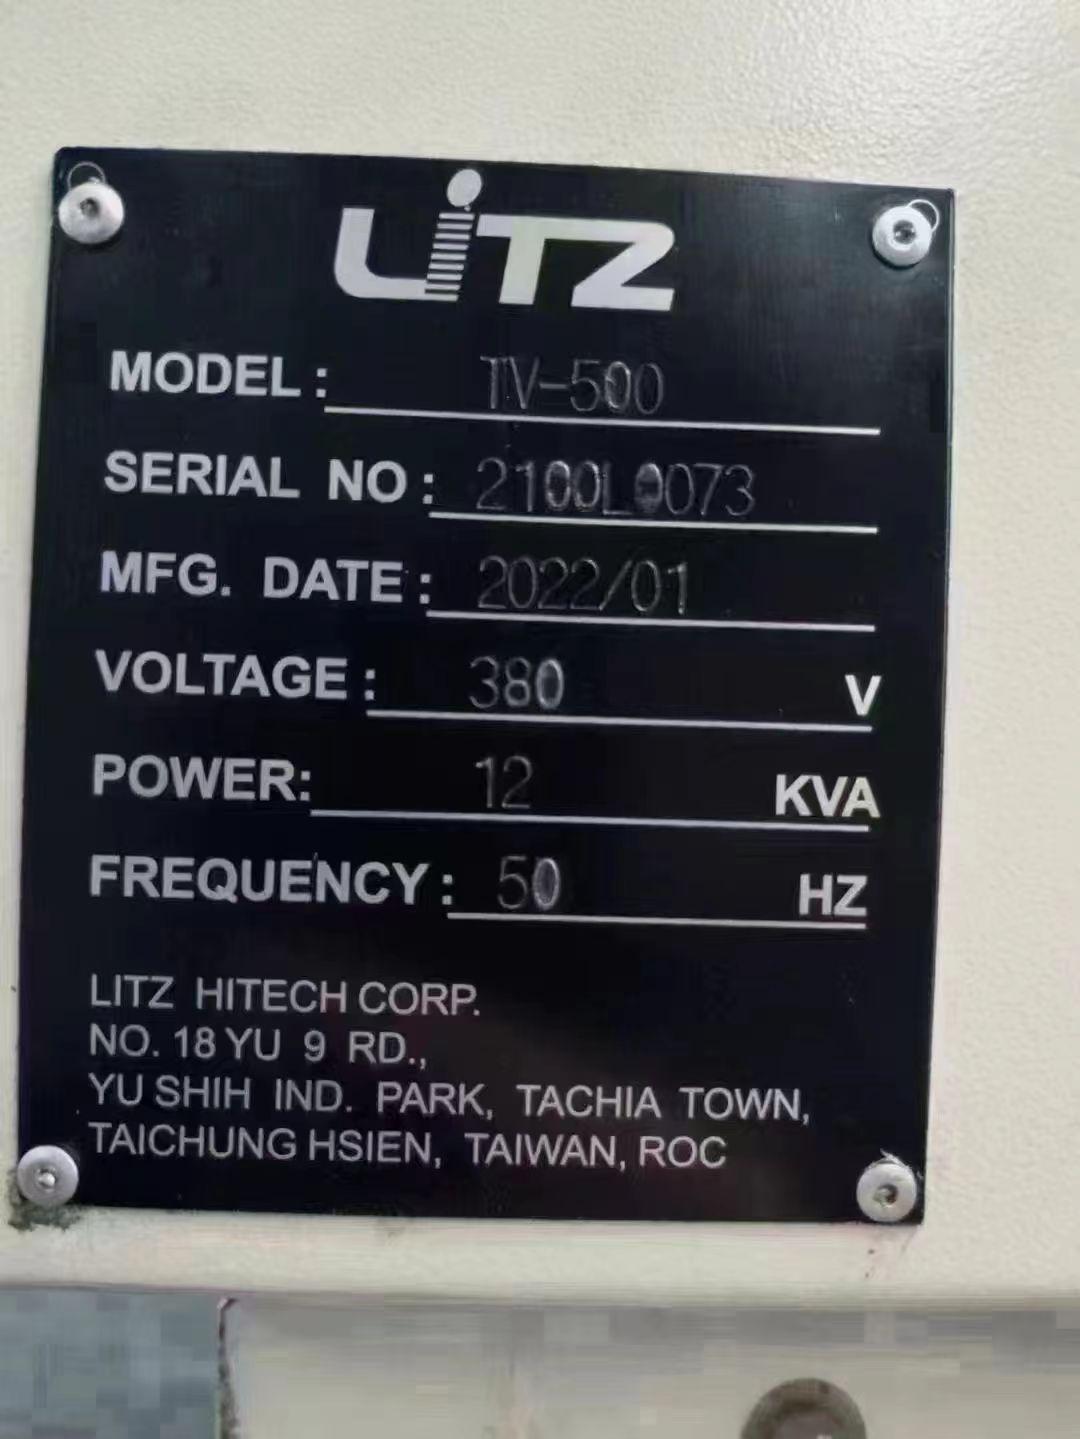 LiTZ
MODEL: TV-500
SERIAL NO: 2100L0073
MFG. DATE: 2022/01
VOLTAGE: 380 V
POWER: 12 KVA
FREQUENCY: 50 HZ
LITZ HITECH CORP.
NO. 18 YU 9 RD.,
YU SHIH IND. PARK, TACHIA TOWN,
TAICHUNG HSIEN, TAIWAN, ROC